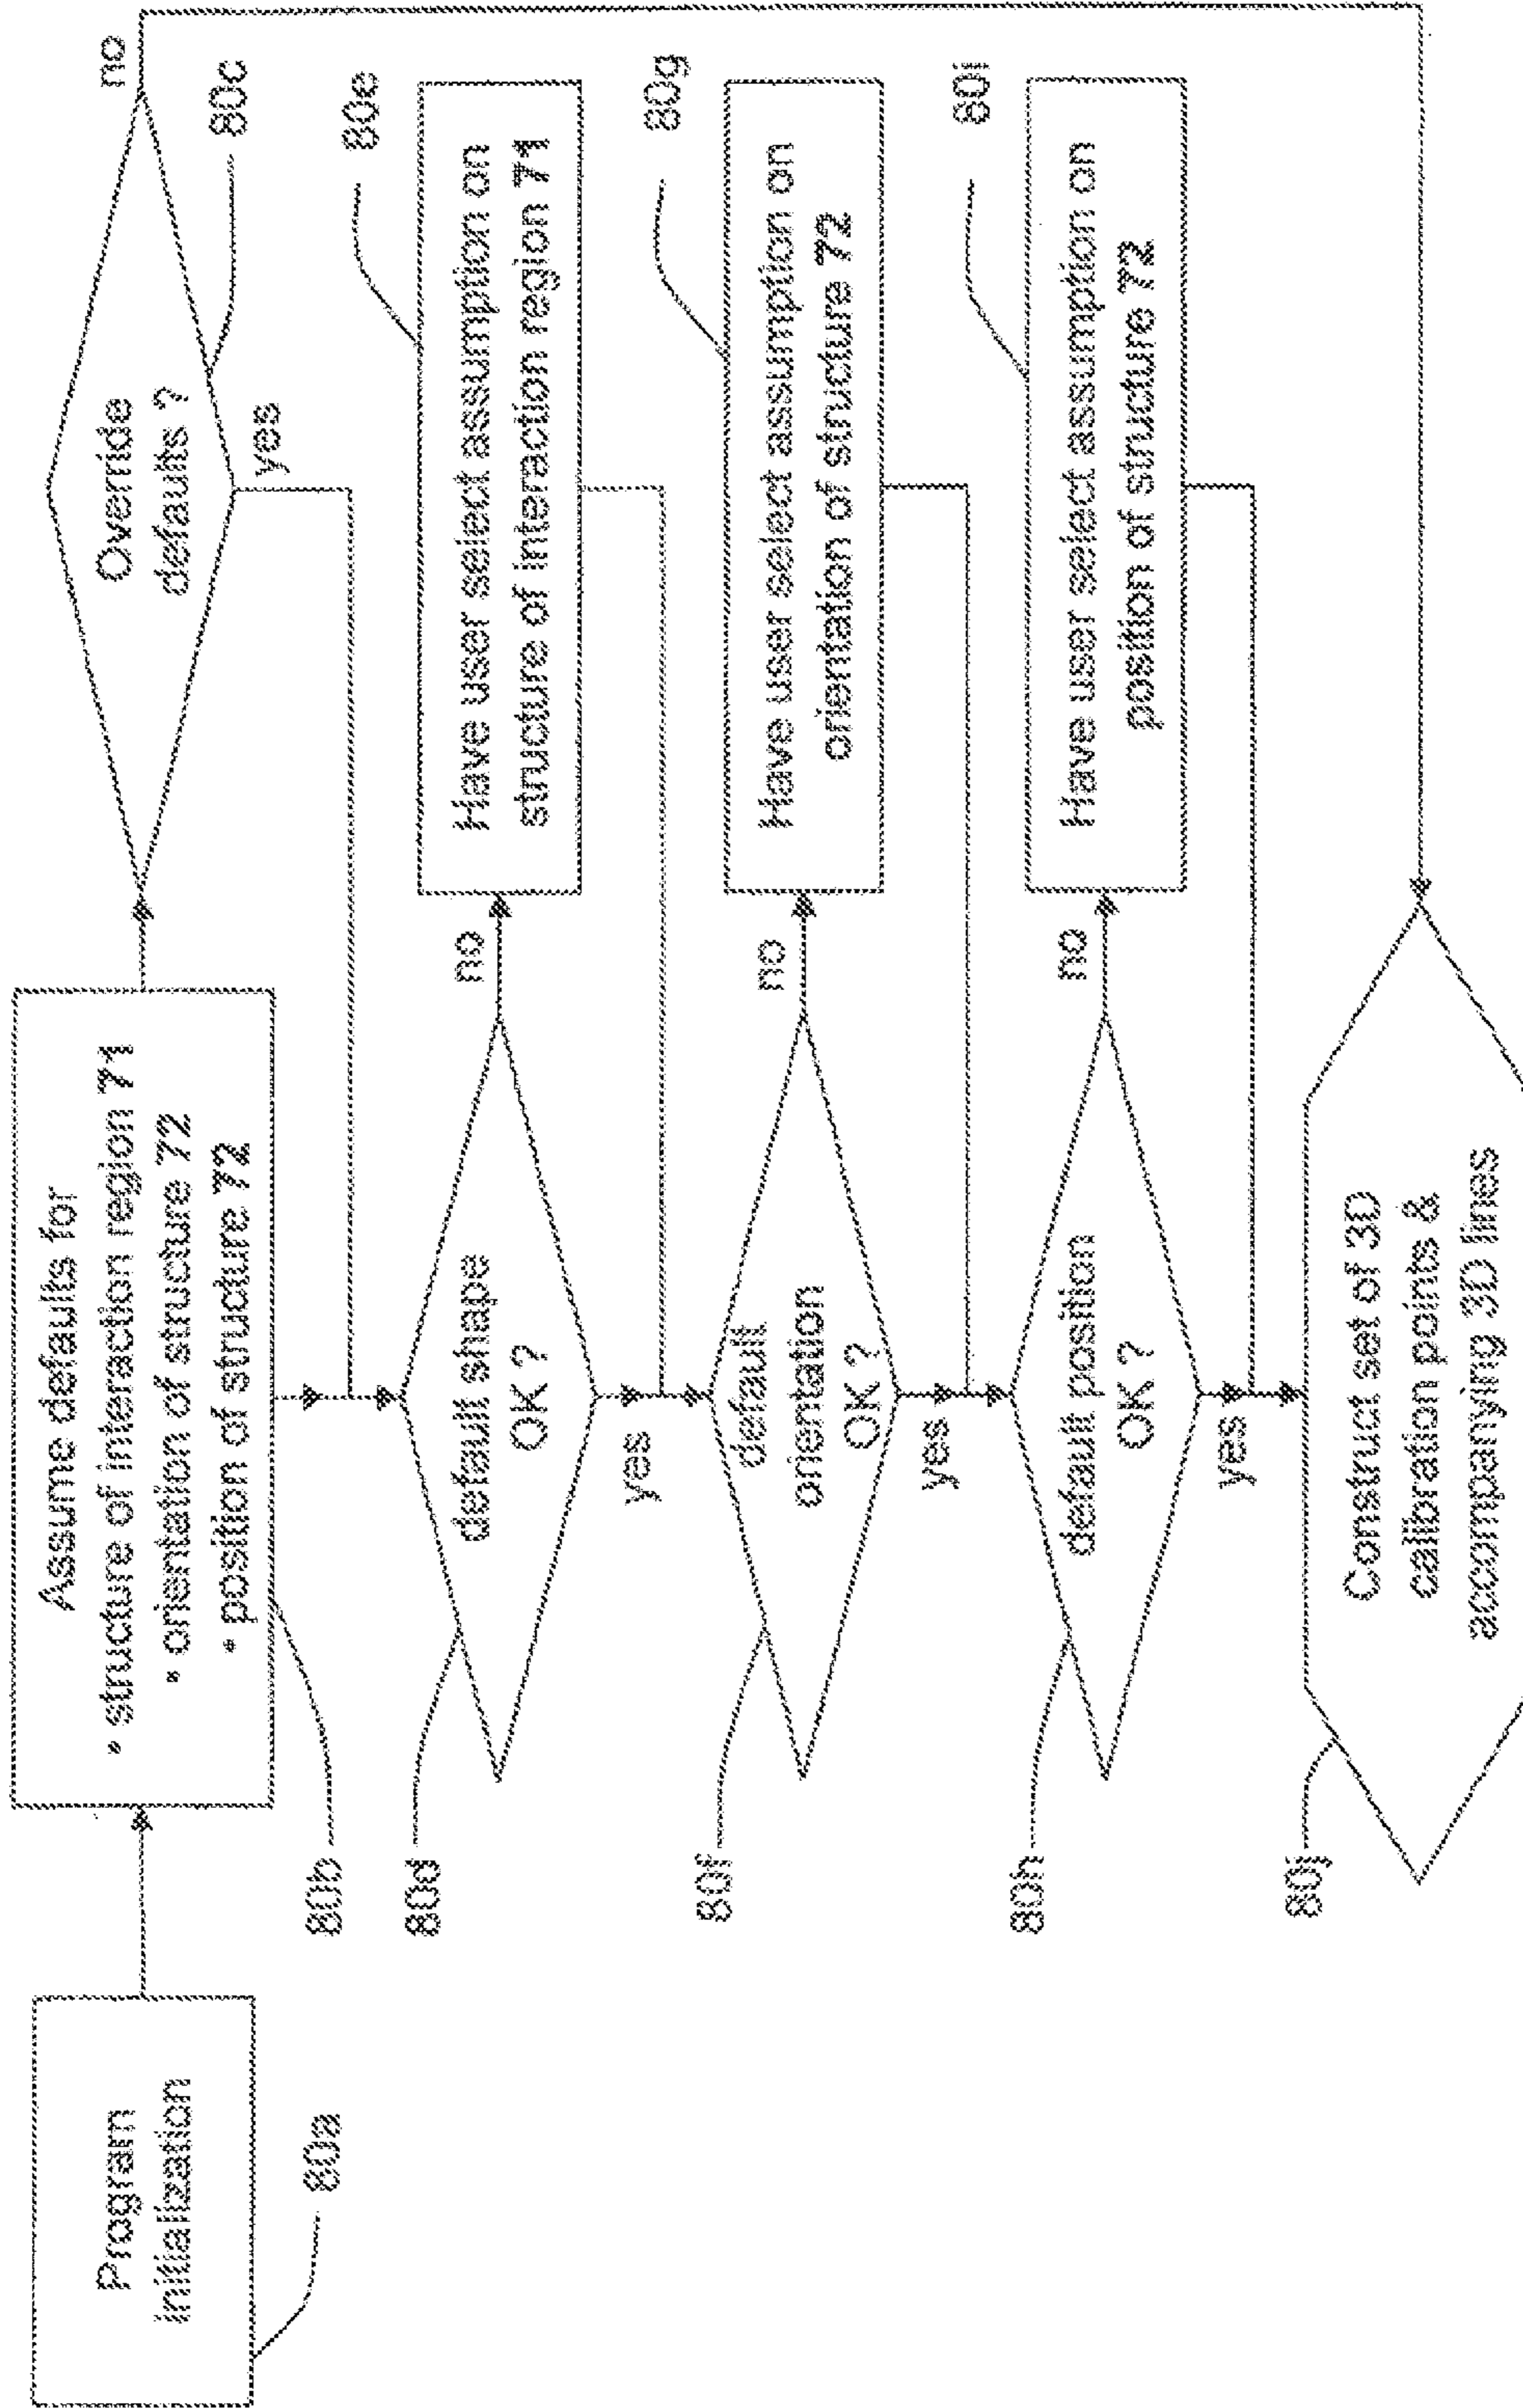 Program
initialization
80a
Assume defaults for
• structure of interaction region 71
• orientation of structure 72
• position of structure 72
80b
Override
defaults ?
no
yes
80c
default shape
OK ?
no
yes
80d
Have user select assumption on
structure of interaction region 71
80e
default
orientation
OK ?
no
yes
80f
Have user select assumption on
orientation of structure 72
80g
default position
OK ?
no
yes
80h
Have user select assumption on
position of structure 72
80i
Construct set of 3D
calibration points &
accompanying 3D lines
80j